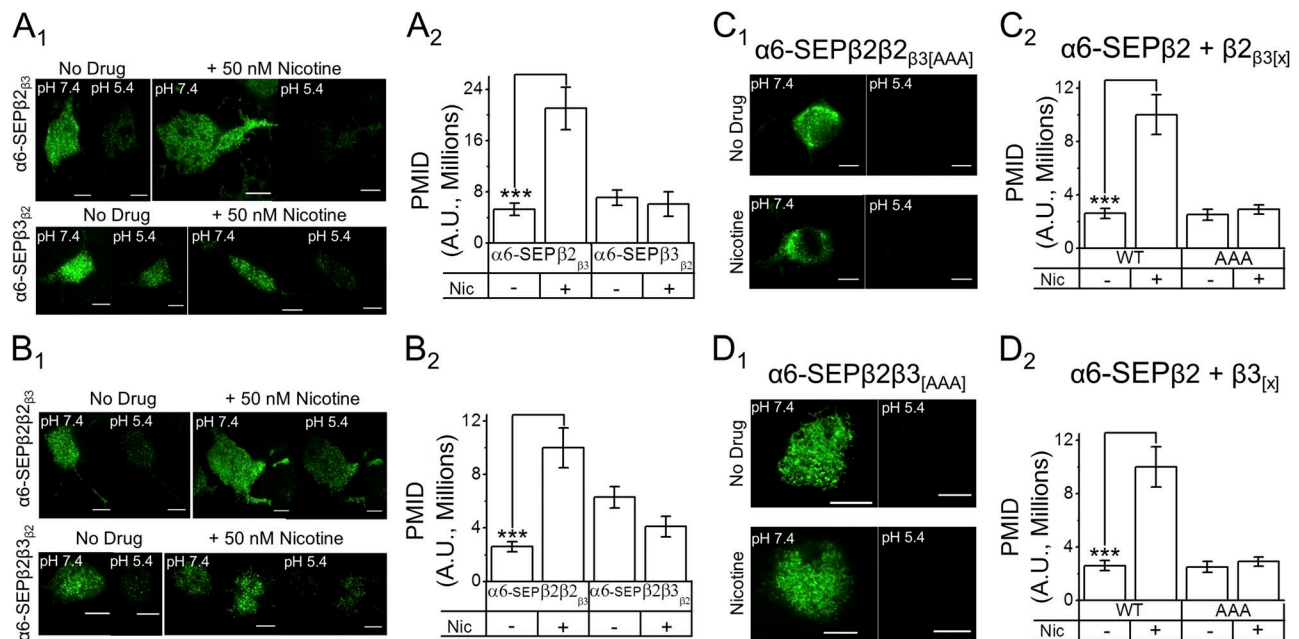 A1
No Drug + 50 nM Nicotine
pH 7.4 pH 5.4 pH 7.4 pH 5.4
α6-SEPβ2β3
No Drug + 50 nM Nicotine
pH 7.4 pH 5.4 pH 7.4 pH 5.4
α6-SEPβ3β2
A2
PMID
(A.U., Millions)
24
16
8
0
***
α6-SEPβ2β3 α6-SEPβ3β2
Nic - + - +
B1
No Drug + 50 nM Nicotine
pH 7.4 pH 5.4 pH 7.4 pH 5.4
α6-SEPβ2β2β3
No Drug + 50 nM Nicotine
pH 7.4 pH 5.4 pH 7.4 pH 5.4
α6-SEPβ2β3β2
B2
PMID
(A.U., Millions)
12
8
4
0
***
α6-SEPβ2β2β3 α6-SEPβ2β3β2
Nic - + - +
C1
α6-SEPβ2β2β3[AAA]
No Drug
pH 7.4 pH 5.4
Nicotine
pH 7.4 pH 5.4
C2
α6-SEPβ2 + β2β3[x]
PMID
(A.U., Millions)
12
8
4
0
***
WT AAA
Nic - + - +
D1
α6-SEPβ2β3[AAA]
No Drug
pH 7.4 pH 5.4
Nicotine
pH 7.4 pH 5.4
D2
α6-SEPβ2 + β3[x]
PMID
(A.U., Millions)
12
8
4
0
***
WT AAA
Nic - + - +